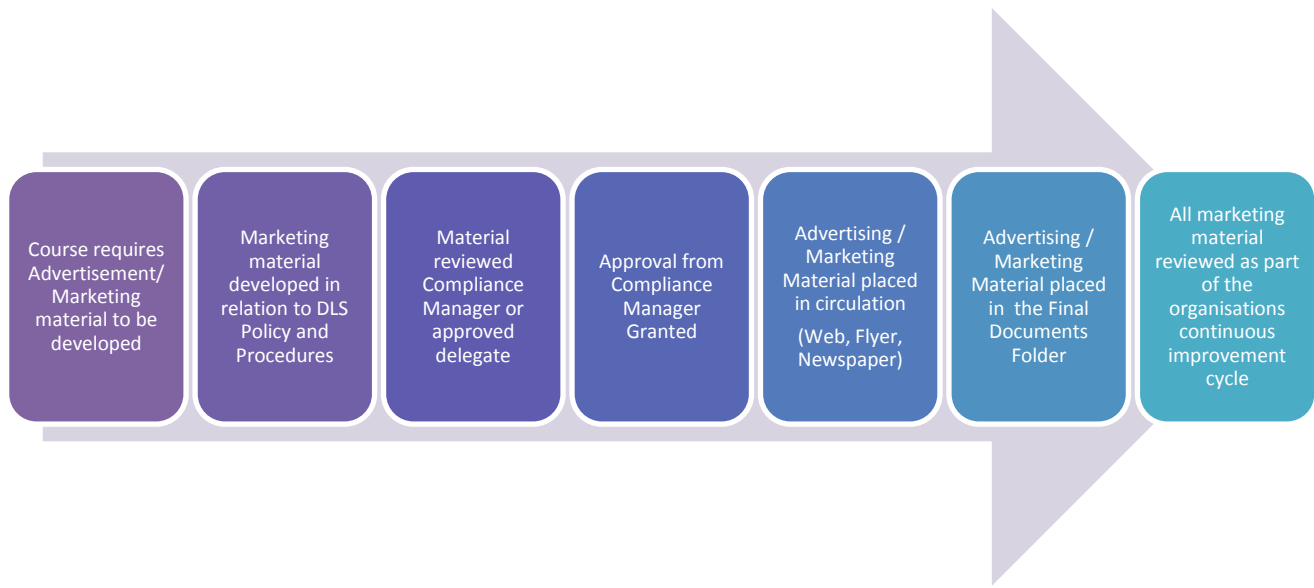 Course requires
Advertisement/
Marketing
material to be
developed
Marketing
material
developed in
relation to DLS
Policy and
Procedures
Material
reviewed
Compliance
Manager or
approved
delegate
Approval from
Compliance
Manager
Granted
Advertising /
Marketing
Material placed
in circulation
(Web, Flyer,
Newspaper)
Advertising /
Marketing
Material placed
in the Final
Documents
Folder
All marketing
material
reviewed as part
of the
organisations
continuous
improvement
cycle